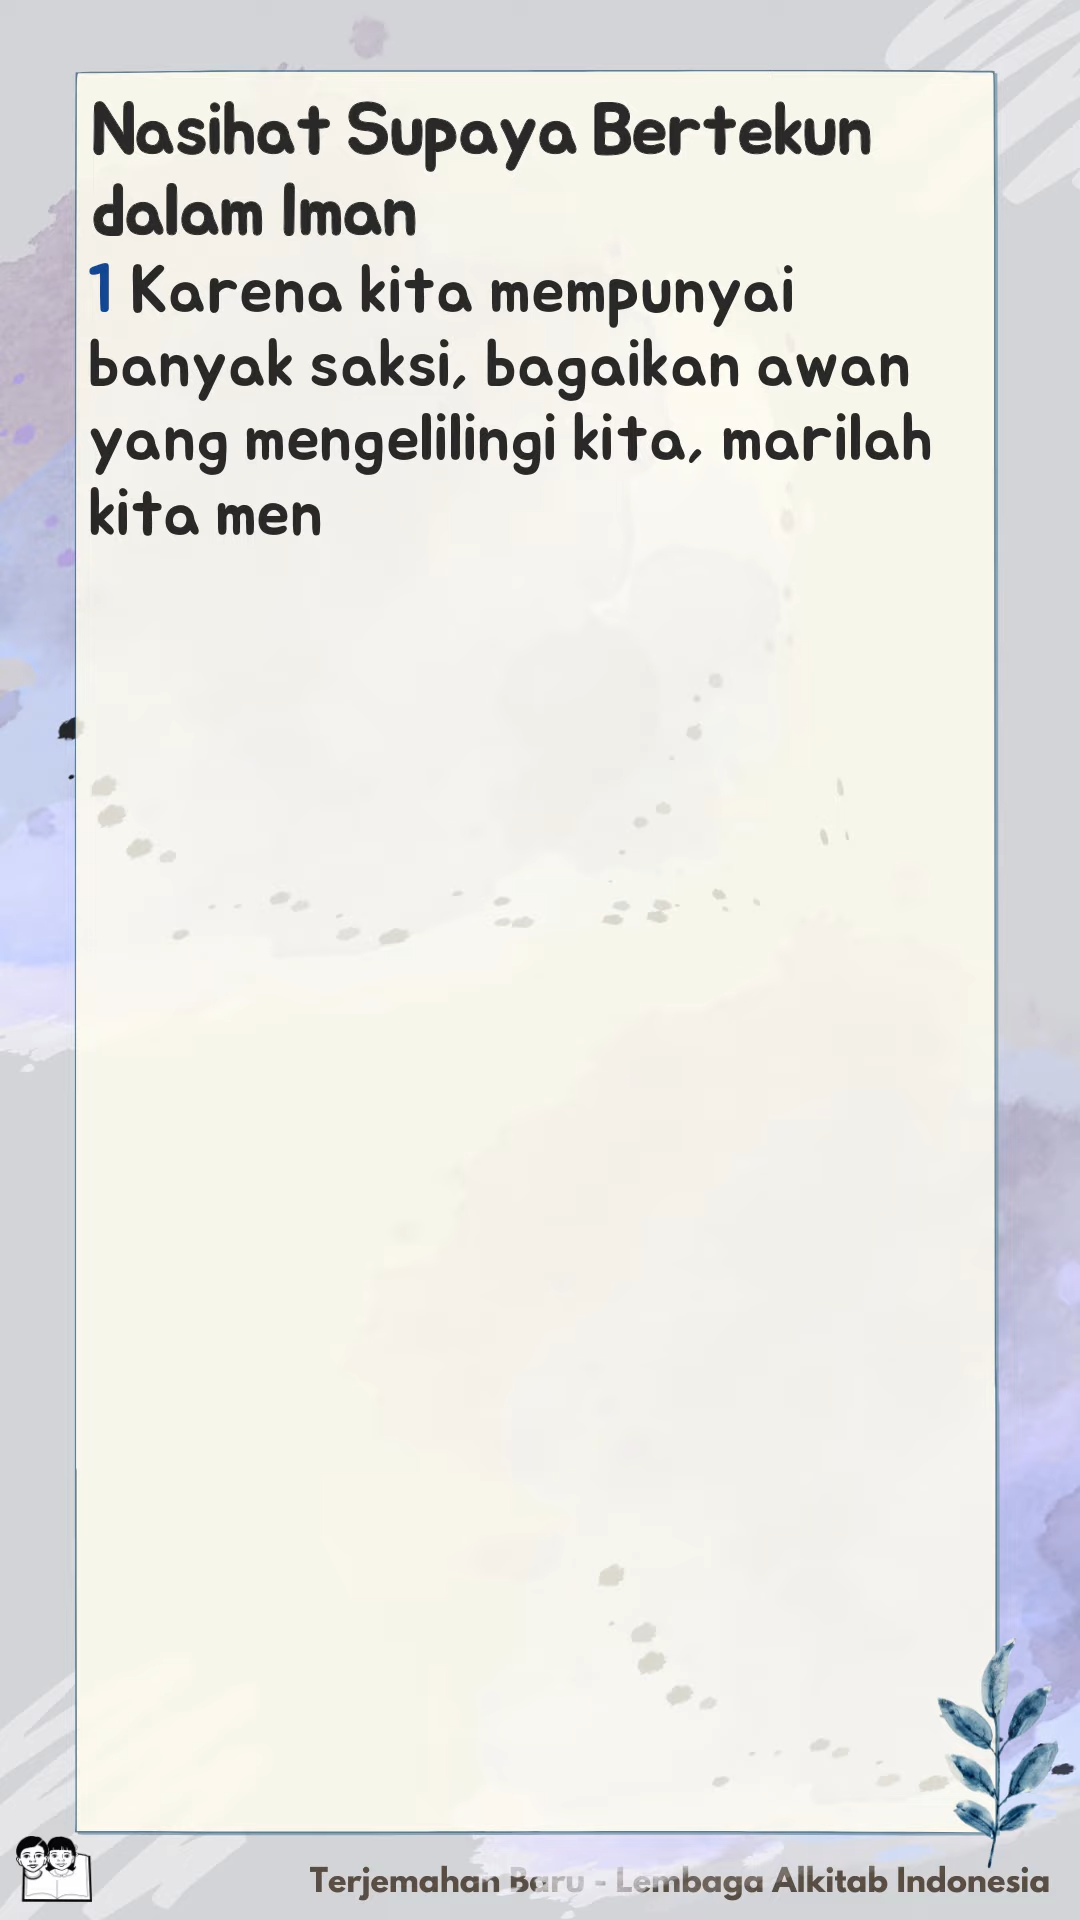 Nasihat Supaya Bertekun
dalam Iman
1 Karena kita mempunyai
banyak saksi, bagaikan awan
yang mengelilingi kita, marilah
kita men
Terjemahan Baru - Lembaga Alkitab Indonesia